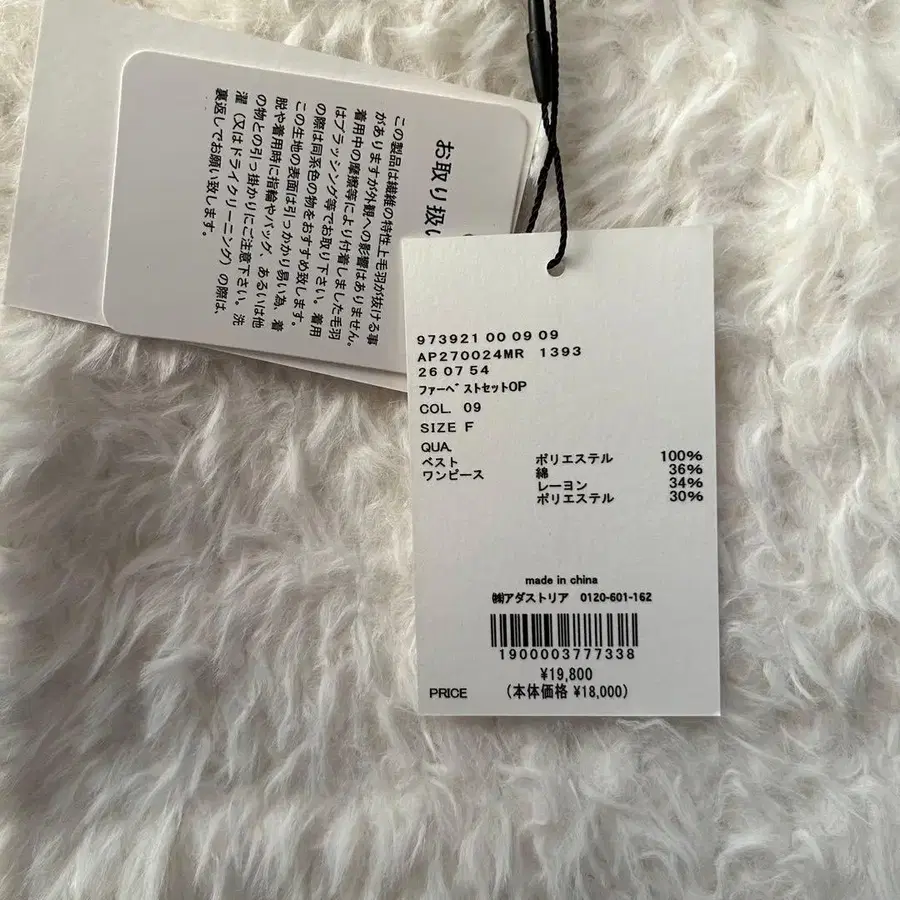 お取り扱い
この製品は繊維の特性上毛羽が抜ける事
がありますが外観への影響はありません。
着用中の摩擦等により付着しました毛羽
はブラッシング等でお取り下さい。着用
の際は同系色の物をおすすめ致します。
この生地の表面は引っかかり易い為、着
脱や着用時に指輪やバッグ、あるいは他
の物との引っ掛かりにご注意下さい。洗
濯（又はドライクリーニング）の際は、
裏返しでお願い致します。
973921 00 09 09
AP270024MR 1393
26 07 54
ファーベストセットOP
COL. 09
SIZE F
QUA.
ベスト ポリエステル 100%
ワンピース 綿 36%
レーヨン 34%
ポリエステル 30%
made in china
㈱アダストリア 0120-601-162
1900003777338
¥19,800
PRICE (本体価格 ¥18,000)